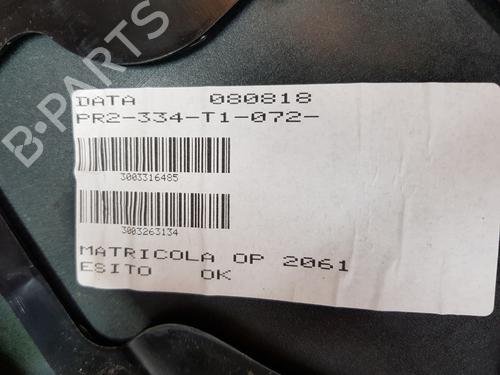 B-PARTS
DATA 080818
PR2-334-T1-072-
3003316485
3003263134
MATRICOLA OP 2061
ESITO OK